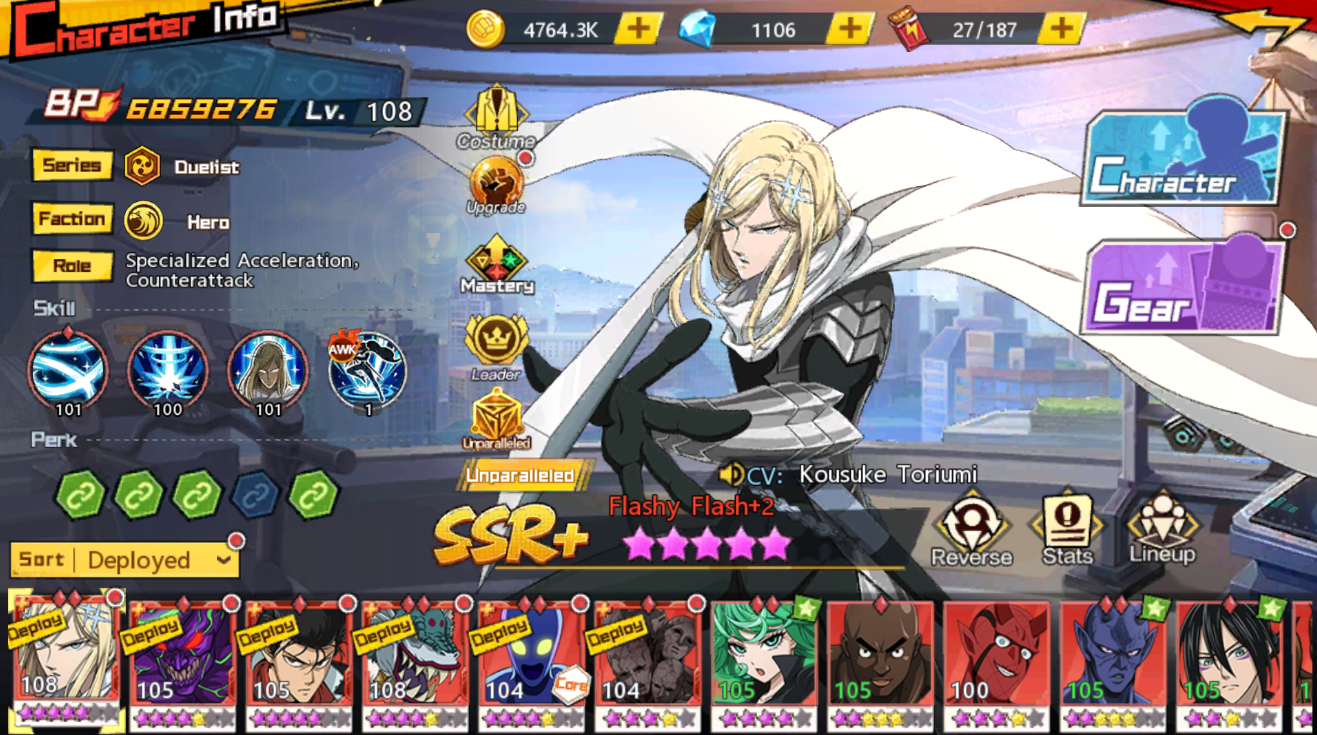 Character Info
4764.3K
1106
27/187
BP 6859276 Lv. 108
Series Duelist
Faction Hero
Role Specialized Acceleration,
Counterattack
Skill
AWK
101 100 101 1
Perk
Costume
Upgrade
Mastery
Leader
Unparalleled
Character
Gear
Unparalleled
CV: Kousuke Toriumi
SSR+
Flashy Flash+2
Reverse
Stats
Lineup
Sort | Deployed
Deploy Deploy Deploy Deploy Deploy Deploy
Core
108 105 105 108 104 104 105 105 100 105 105 1